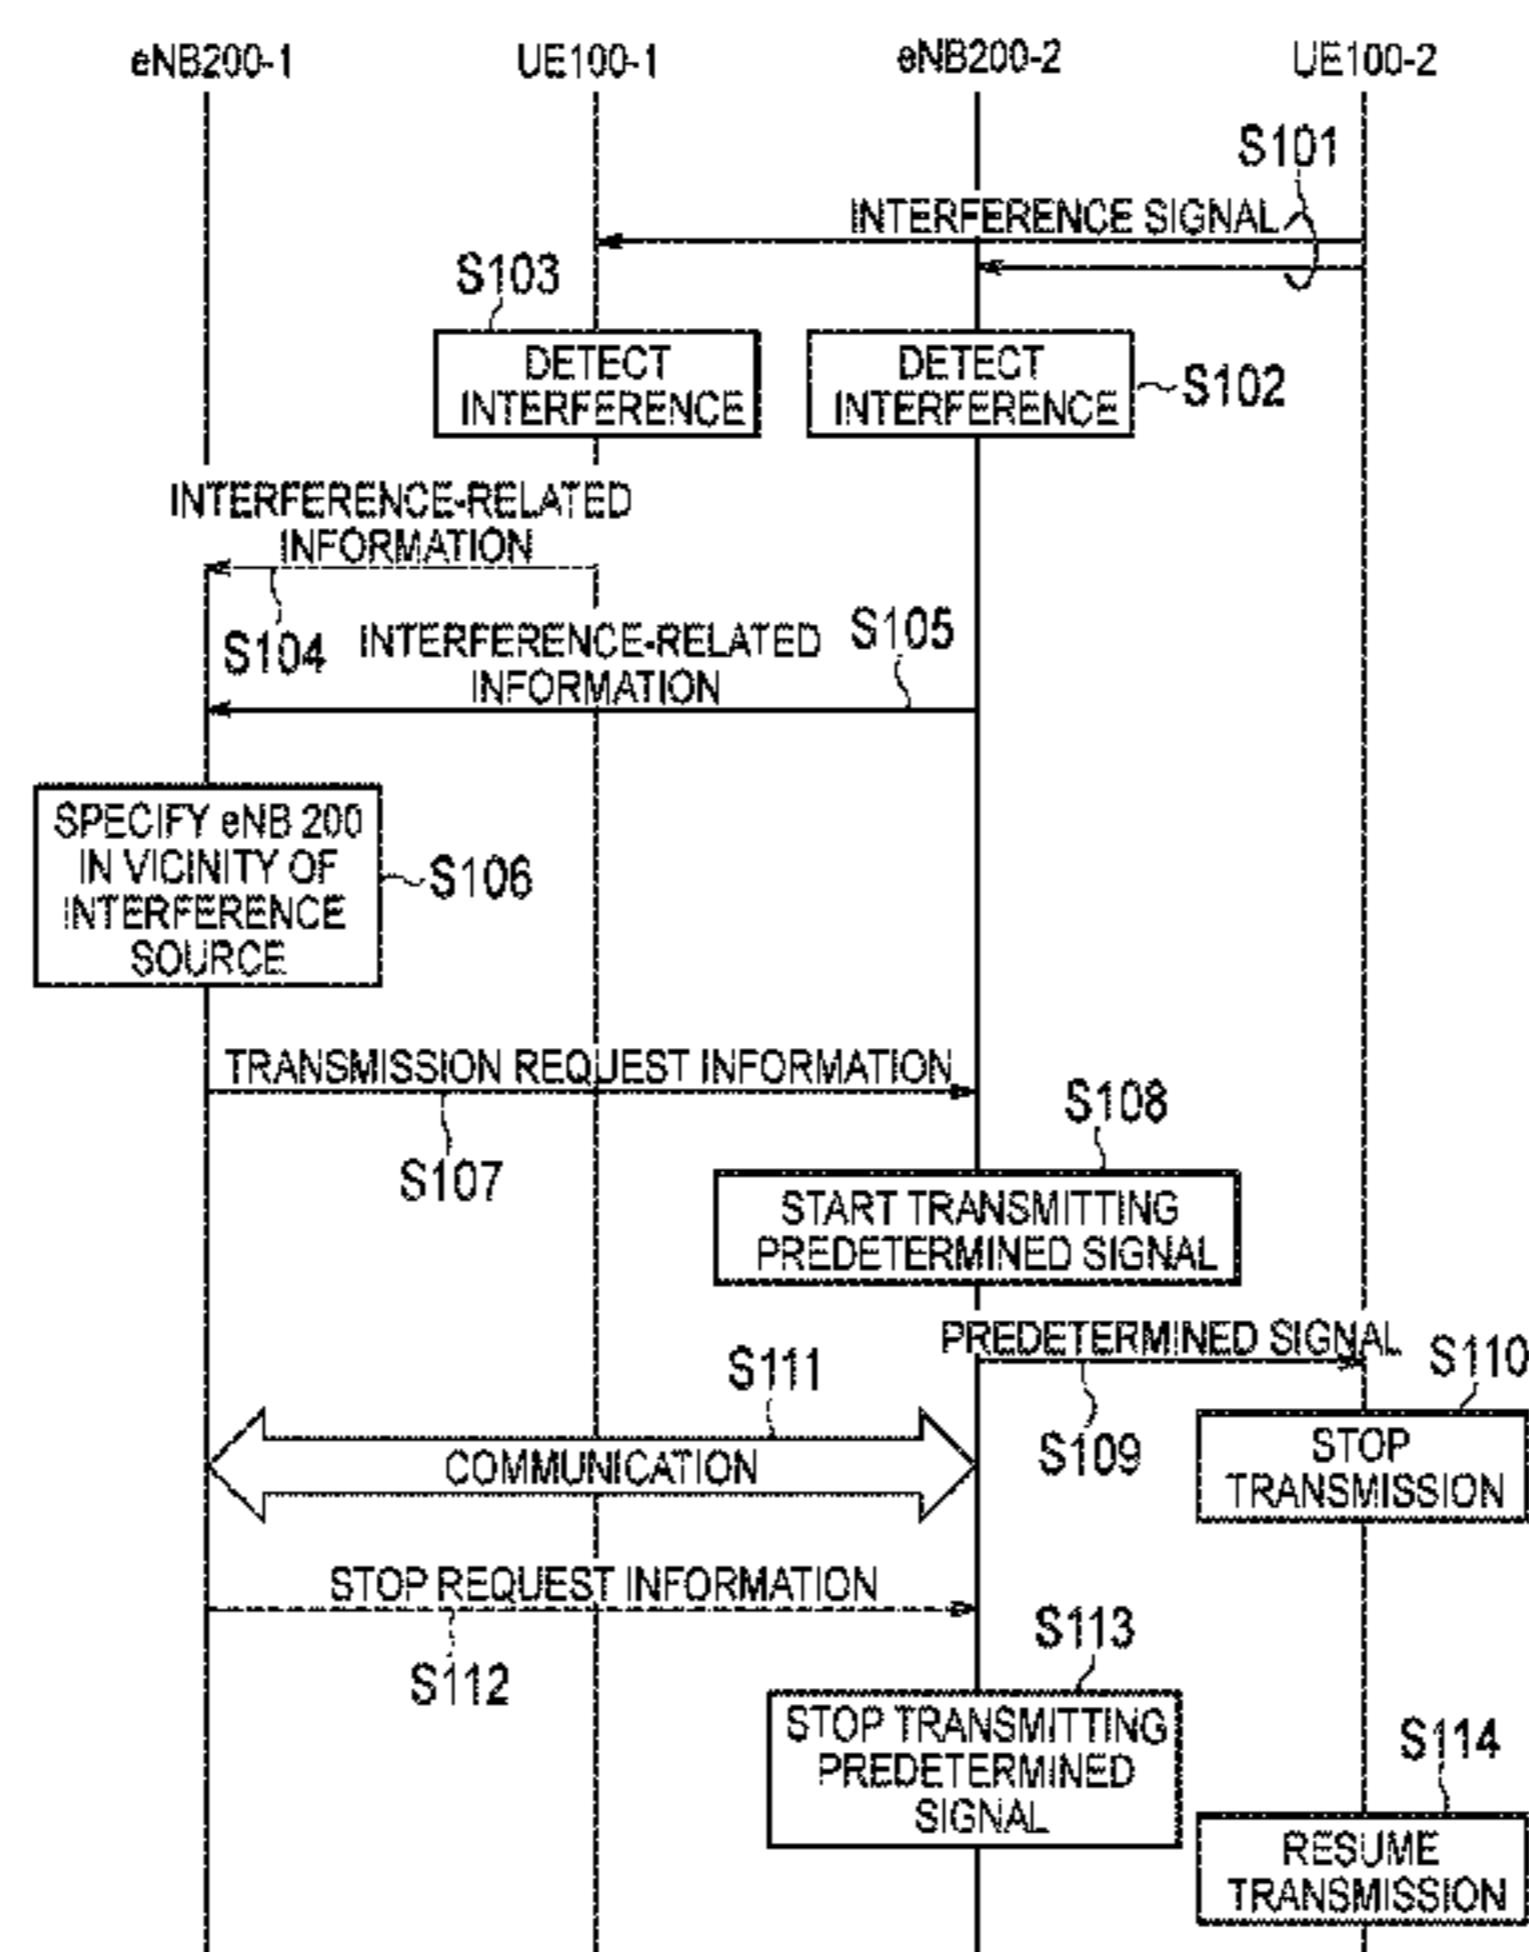 eNB200-1
UE100-1
eNB200-2
UE100-2
S101
INTERFERENCE SIGNAL
S103
DETECT
INTERFERENCE
DETECT
INTERFERENCE
S102
INTERFERENCE-RELATED
INFORMATION
S104
INTERFERENCE-RELATED
INFORMATION
S105
SPECIFY eNB 200
IN VICINITY OF
INTERFERENCE
SOURCE
S106
TRANSMISSION REQUEST INFORMATION
S107
S108
START TRANSMITTING
PREDETERMINED SIGNAL
PREDETERMINED SIGNAL
S109
S110
STOP
TRANSMISSION
S111
COMMUNICATION
STOP REQUEST INFORMATION
S112
S113
STOP TRANSMITTING
PREDETERMINED
SIGNAL
S114
RESUME
TRANSMISSION